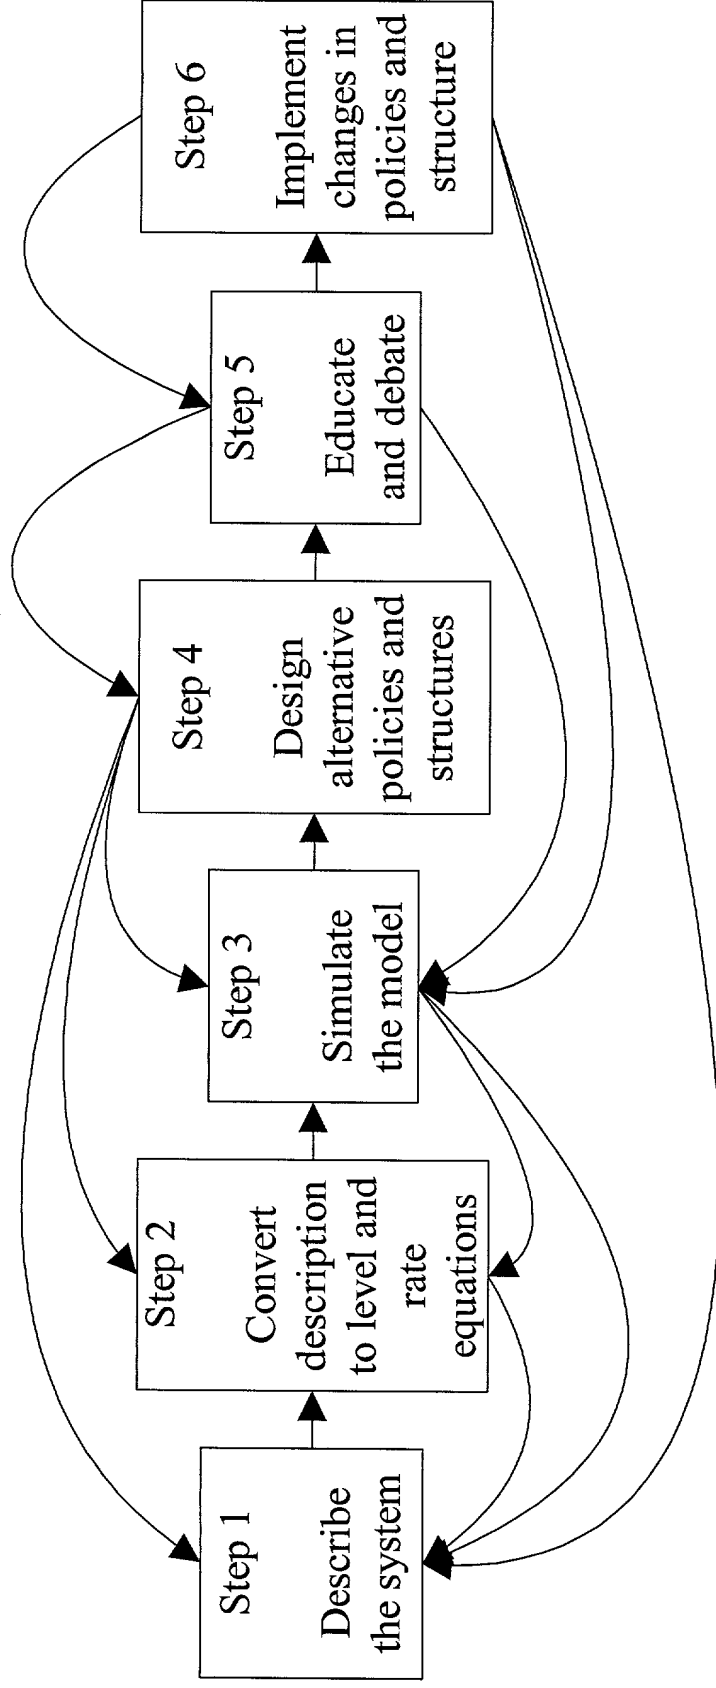 Step 1
Describe
the system
Step 2
Convert
description
to level and
rate
equations
Step 3
Simulate
the model
Step 4
Design
alternative
policies and
structures
Step 5
Educate
and debate
Step 6
Implement
changes in
policies and
structure